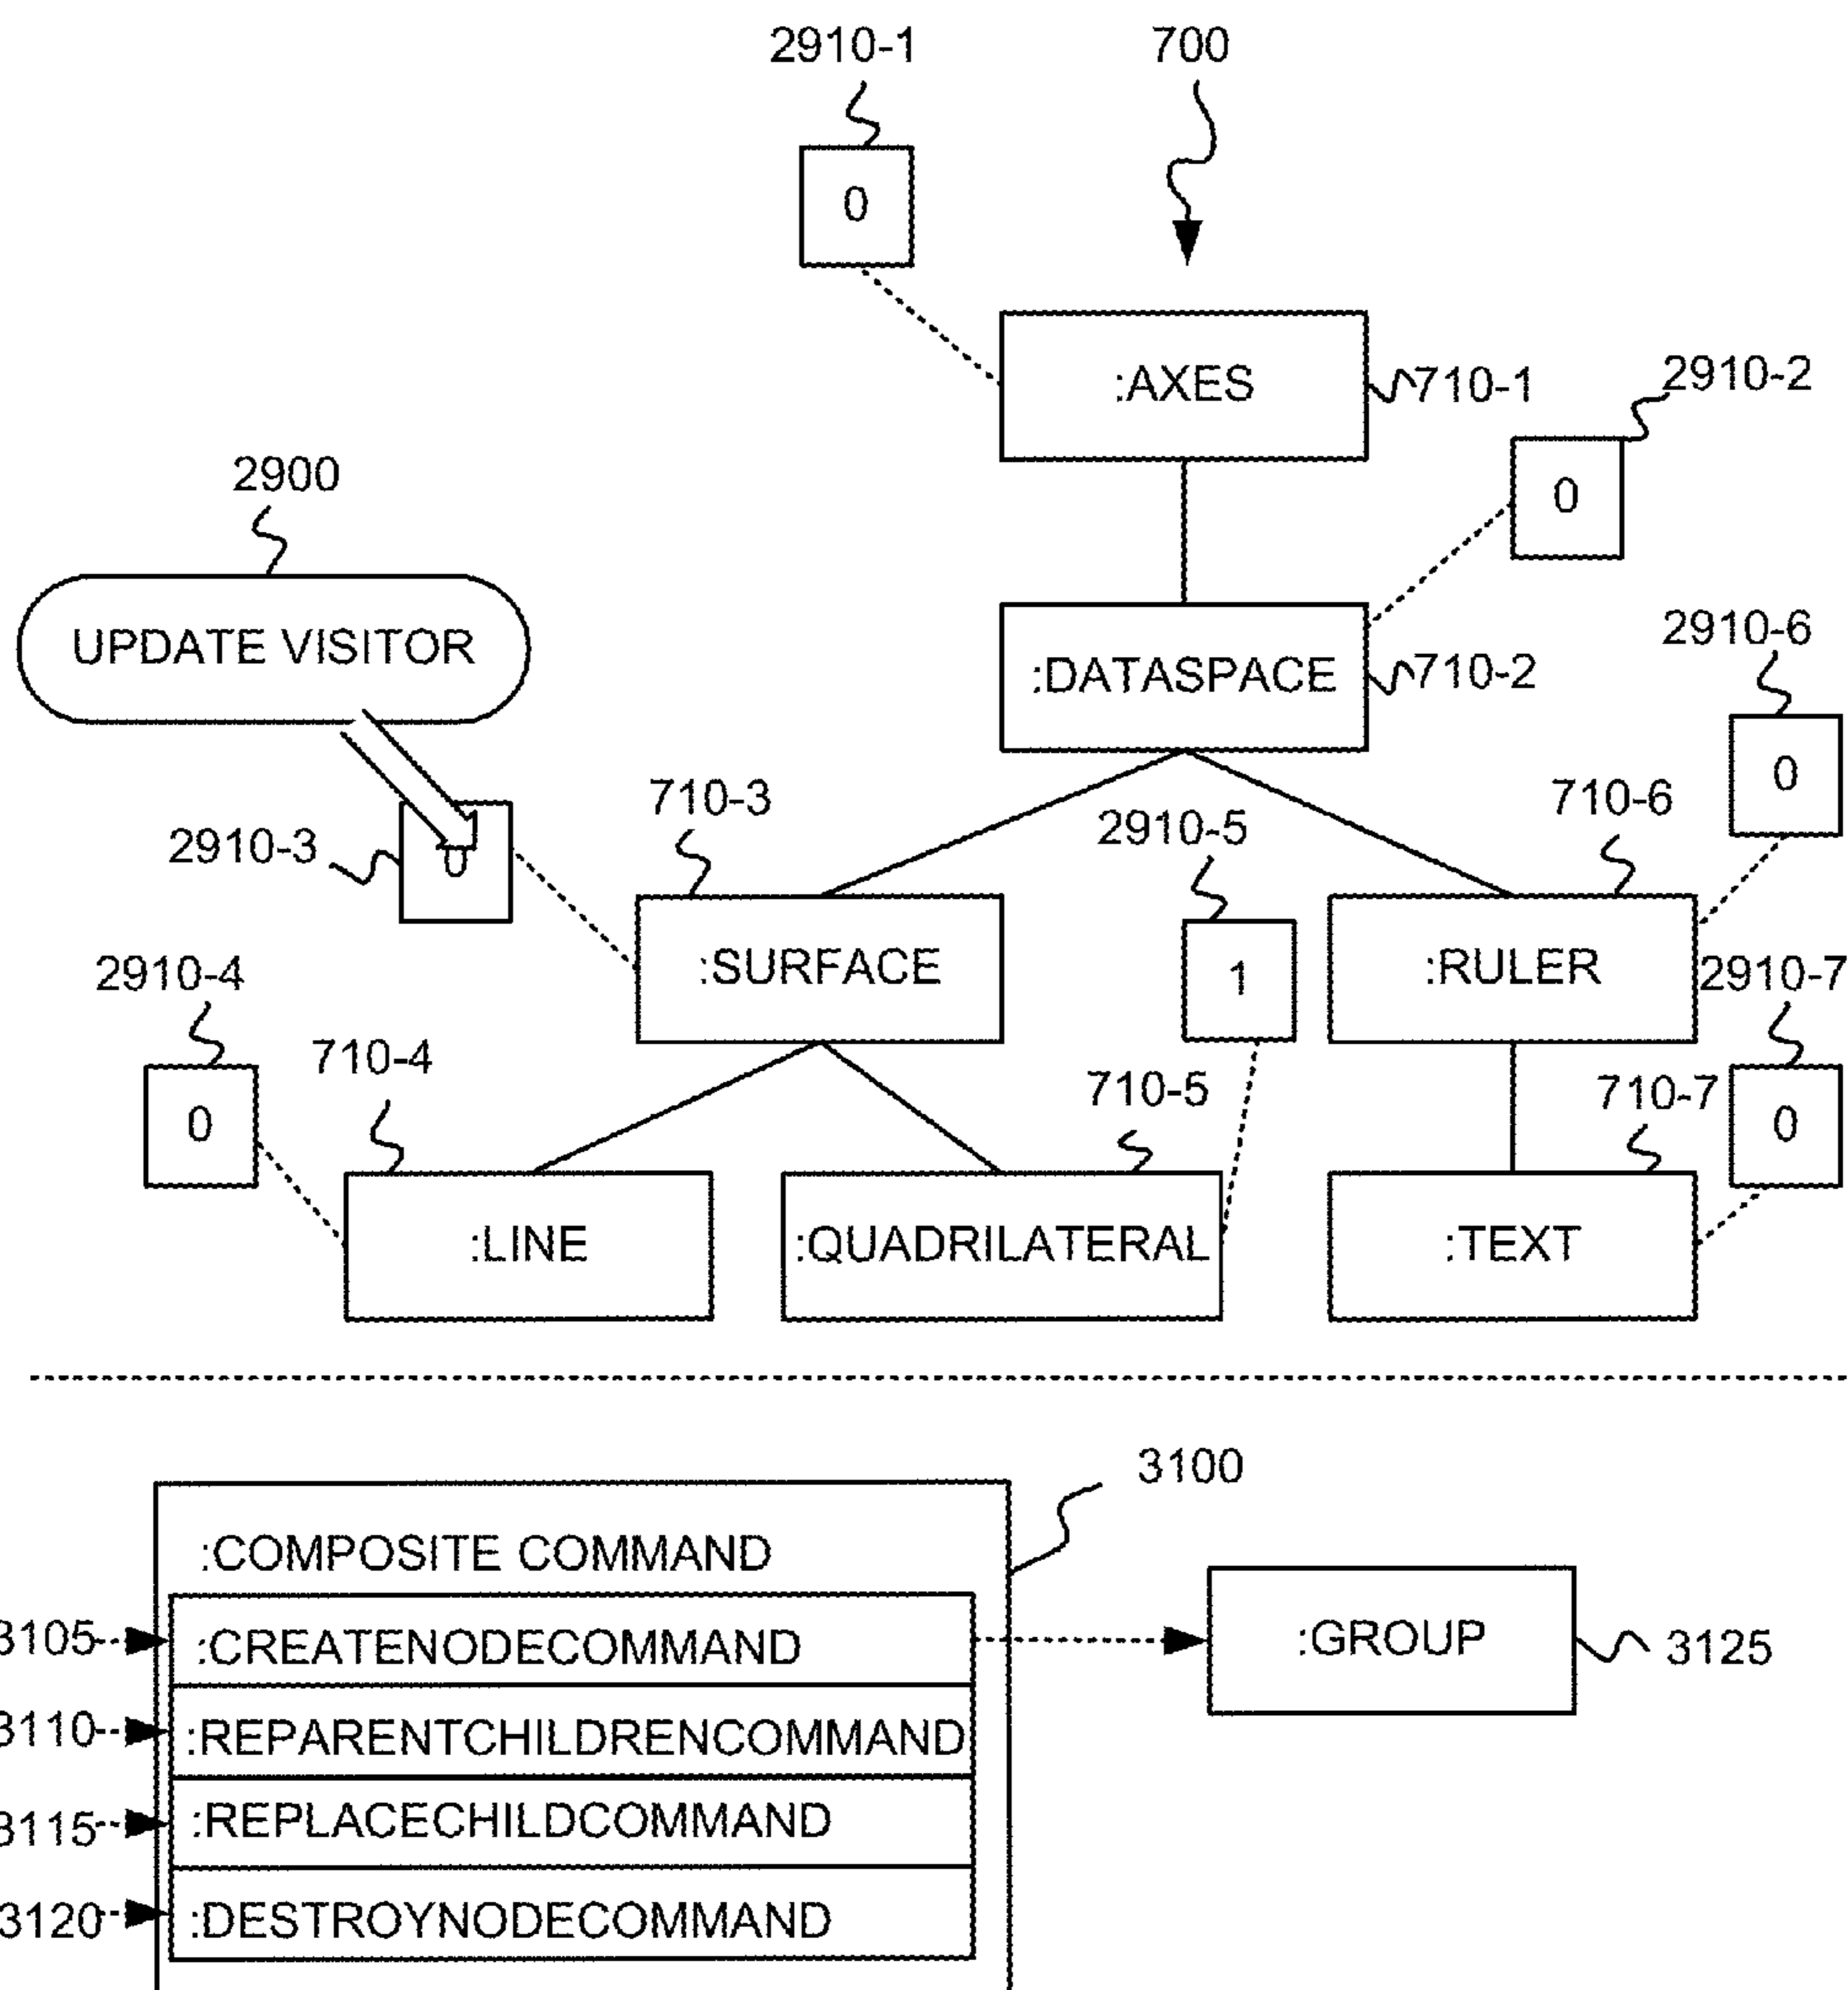 2910-1
700
0
:AXES
710-1
2910-2
0
2900
UPDATE VISITOR
:DATASPACE
710-2
2910-6
0
710-3
2910-5
710-6
2910-3
0
:SURFACE
1
:RULER
2910-7
2910-4
710-4
0
710-5
710-7
0
:LINE
:QUADRILATERAL
:TEXT
3100
:COMPOSITE COMMAND
3105
:CREATENODECOMMAND
:GROUP
3125
3110
:REPARENTCHILDRENCOMMAND
3115
:REPLACECHILDCOMMAND
3120
:DESTROYNODECOMMAND